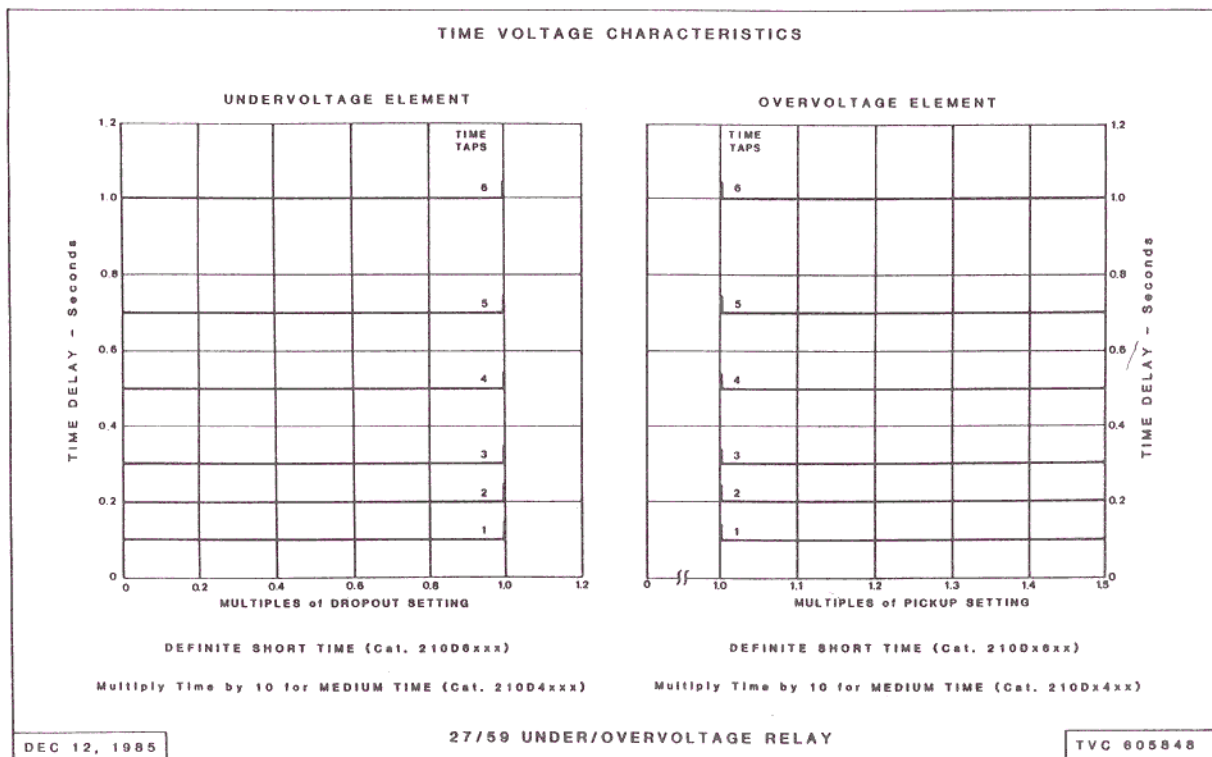 TIME VOLTAGE CHARACTERISTICS
UNDERVOLTAGE ELEMENT
1.2
1.0
0.8
0.6
0.4
0.2
0
TIME DELAY - Seconds
TIME
TAPS
6
5
4
3
2
1
0
0.2
0.4
0.6
0.8
1.0
1.2
MULTIPLES of DROPOUT SETTING
DEFINITE SHORT TIME (Cat. 210D6xxx)
Multiply Time by 10 for MEDIUM TIME (Cat. 210D4xxx)
OVERVOLTAGE ELEMENT
TIME
TAPS
6
5
4
3
2
1
1.2
1.0
0.8
0.6
0.4
0.2
0
TIME DELAY - Seconds
0
1.0
1.1
1.2
1.3
1.4
1.5
MULTIPLES of PICKUP SETTING
DEFINITE SHORT TIME (Cat. 210Dx6xx)
Multiply Time by 10 for MEDIUM TIME (Cat. 210Dx4xx)
DEC 12, 1985
27/59 UNDER/OVERVOLTAGE RELAY
TVC 605848